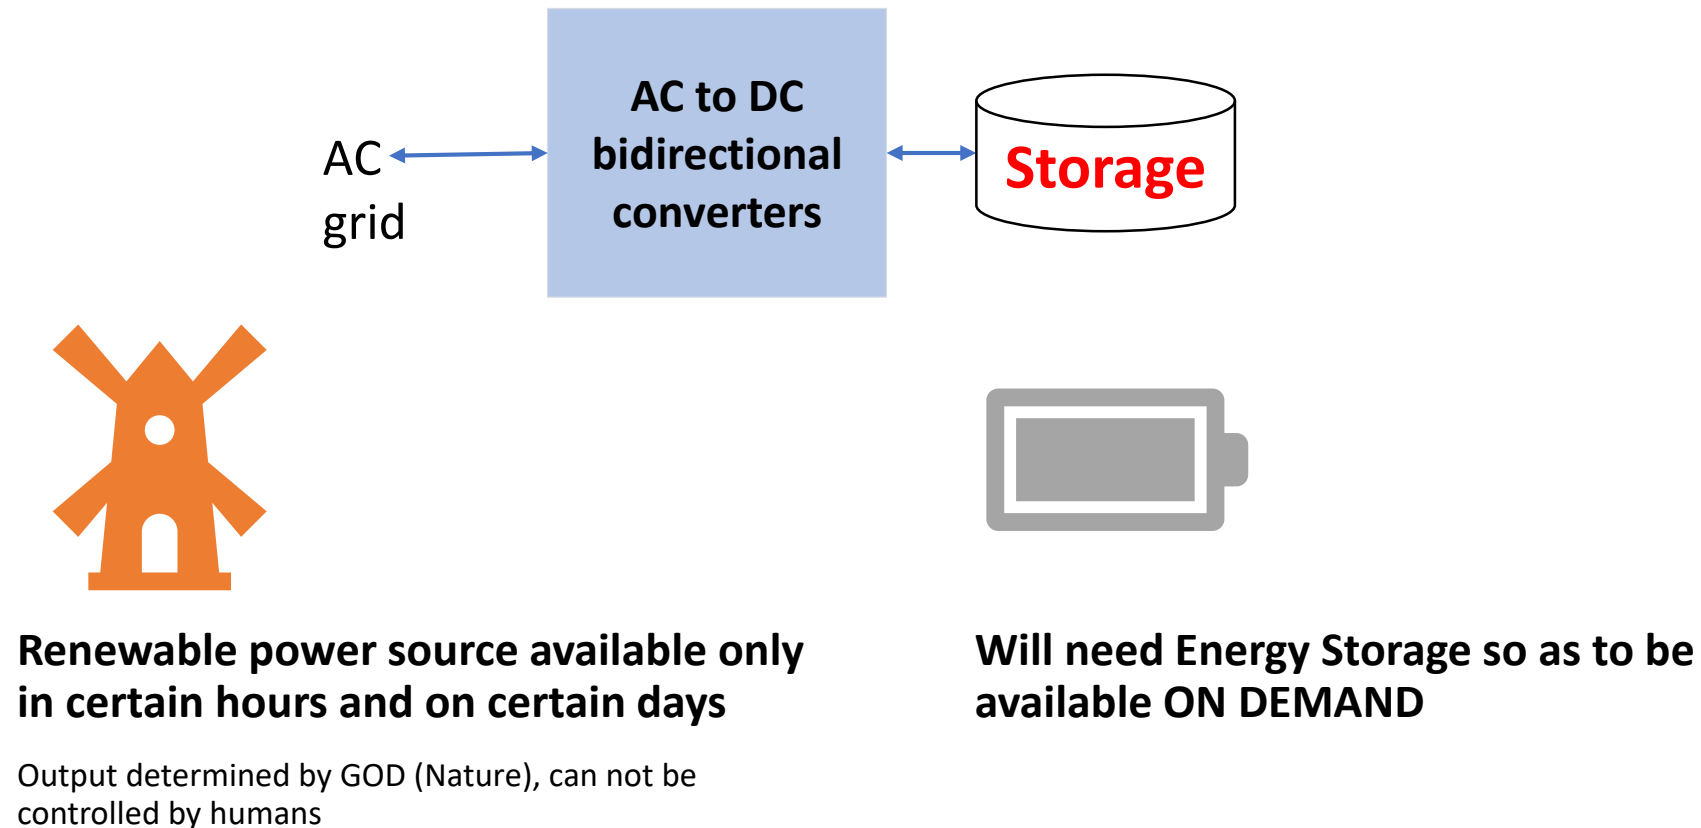 AC to DC
bidirectional
converters
AC
grid
Storage
Renewable power source available only
in certain hours and on certain days
Output determined by GOD (Nature), can not be
controlled by humans
Will need Energy Storage so as to be
available ON DEMAND